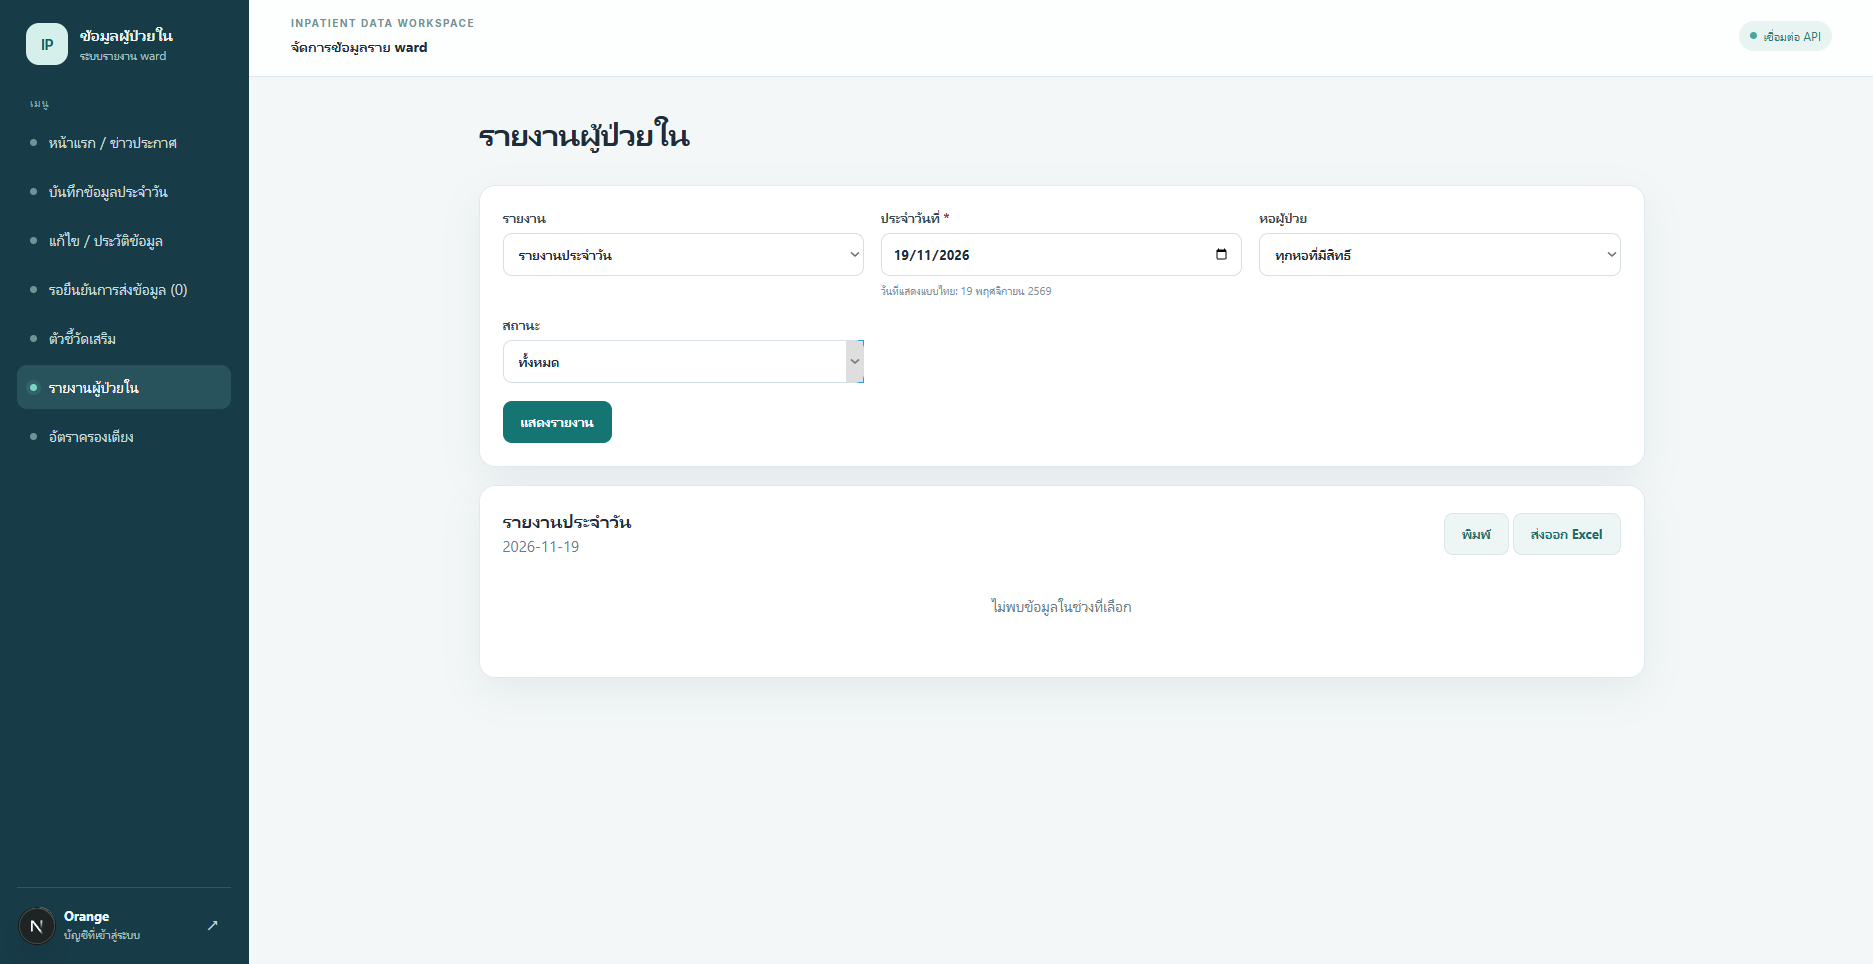 IP
ข้อมูลผู้ป่วยใน
ระบบรายงาน ward
เมนู
หน้าแรก / ข่าวประกาศ
บันทึกข้อมูลประจำวัน
แก้ไข / ประวัติข้อมูล
รอยืนยันการส่งข้อมูล (0)
ตัวชี้วัดเสริม
รายงานผู้ป่วยใน
อัตราครองเตียง
N
Orange
บัญชีที่เข้าสู่ระบบ
INPATIENT DATA WORKSPACE
จัดการข้อมูลราย ward
เชื่อมต่อ API
รายงานผู้ป่วยใน
รายงาน
รายงานประจำวัน
ประจำวันที่ *
19/11/2026
วันที่แสดงแบบไทย: 19 พฤศจิกายน 2569
หอผู้ป่วย
ทุกหอที่มีสิทธิ์
สถานะ
ทั้งหมด
แสดงรายงาน
รายงานประจำวัน
2026-11-19
พิมพ์
ส่งออก Excel
ไม่พบข้อมูลในช่วงที่เลือก